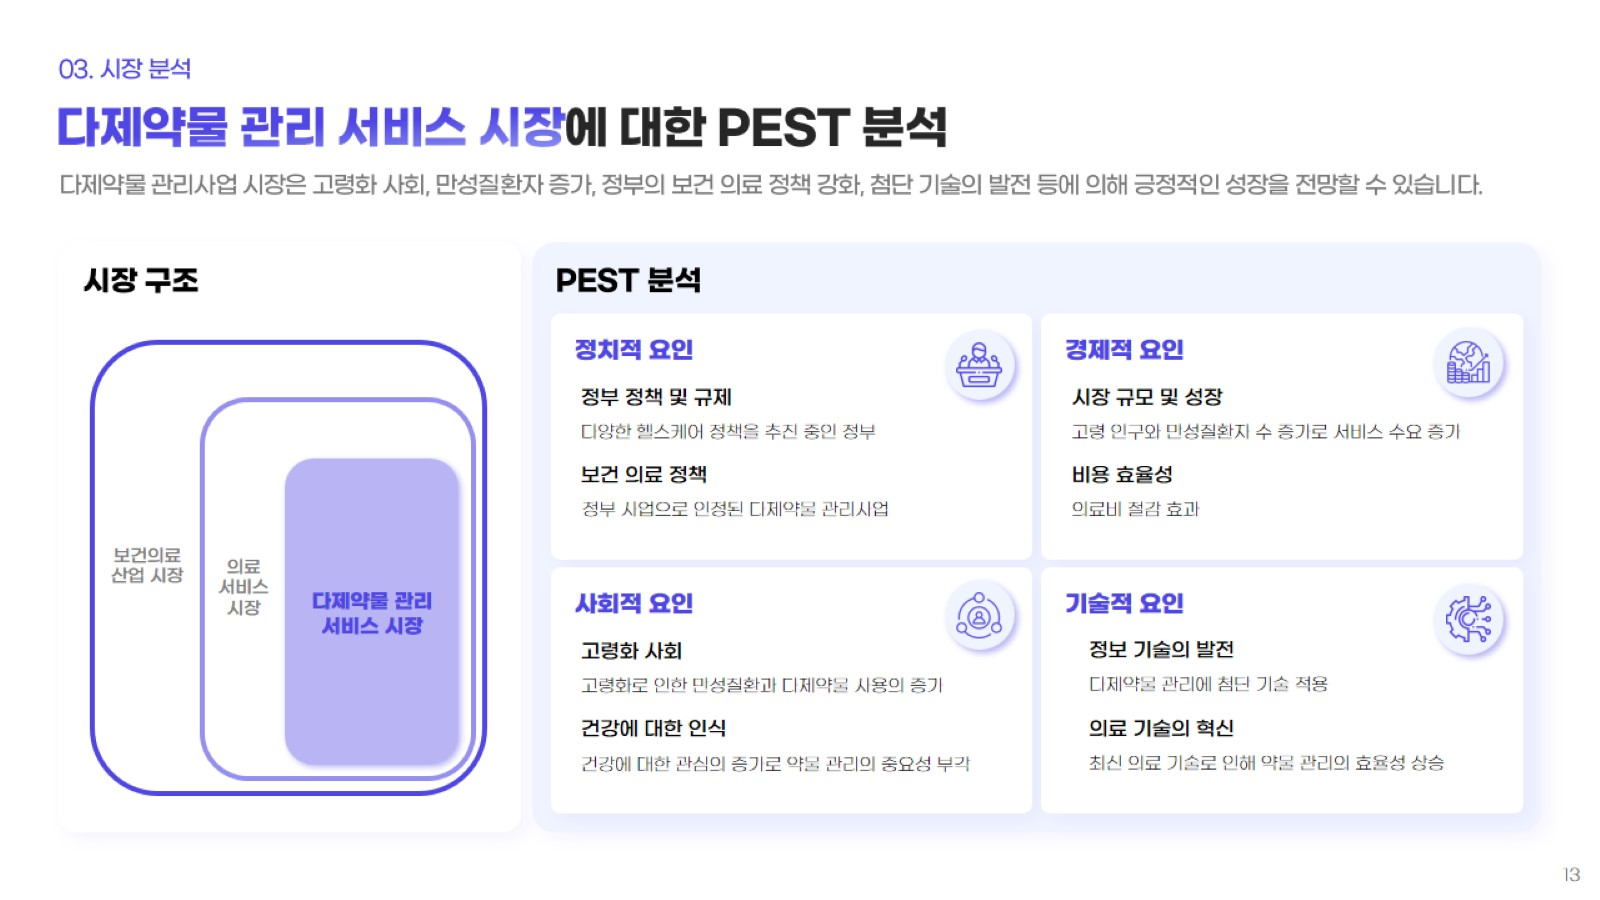 03. 시장 분석
다제약물 관리 서비스 시장에 대한 PEST 분석
다제약물 관리사업 시장은 고령화 사회, 만성질환자 증가, 정부의 보건 의료 정책 강화, 첨단 기술의 발전 등에 의해 긍정적인 성장을 전망할 수 있습니다.
시장 구조
보건의료
산업 시장
의료
서비스
시장
다제약물 관리
서비스 시장
PEST 분석
정치적 요인
정부 정책 및 규제
다양한 헬스케어 정책을 추진 중인 정부
보건 의료 정책
정부 사업으로 인정된 다제약물 관리사업
경제적 요인
시장 규모 및 성장
고령 인구와 만성질환자 수 증가로 서비스 수요 증가
비용 효율성
의료비 절감 효과
사회적 요인
고령화 사회
고령화로 인한 만성질환과 다제약물 사용의 증가
건강에 대한 인식
건강에 대한 관심의 증가로 약물 관리의 중요성 부각
기술적 요인
정보 기술의 발전
다제약물 관리에 첨단 기술 적용
의료 기술의 혁신
최신 의료 기술로 인해 약물 관리의 효율성 상승
13